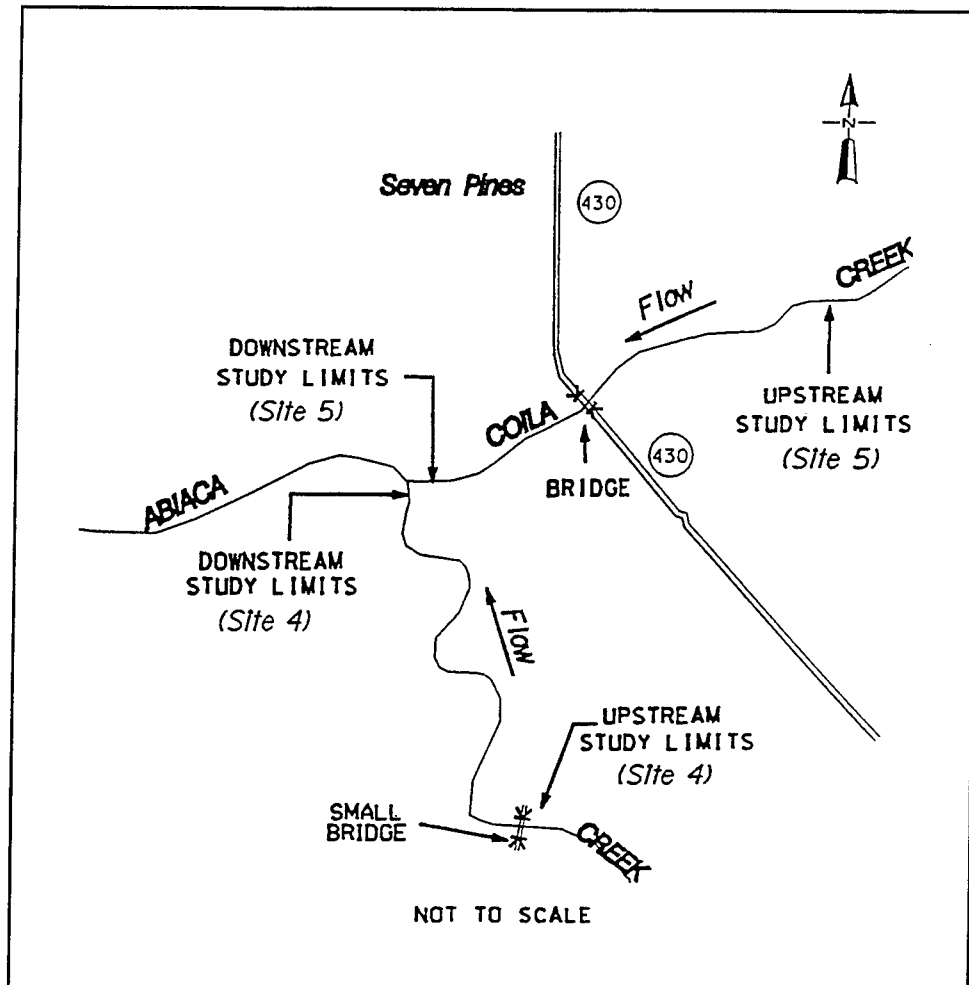 N
Seven Pines
430
CREEK
Flow
DOWNSTREAM
STUDY LIMITS
(Site 5)
UPSTREAM
STUDY LIMITS
(Site 5)
COILA
430
BRIDGE
ABIACA
DOWNSTREAM
STUDY LIMITS
(Site 4)
Flow
UPSTREAM
STUDY LIMITS
(Site 4)
SMALL
BRIDGE
CREEK
NOT TO SCALE